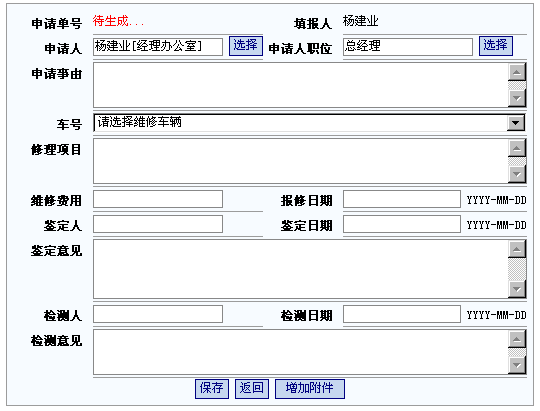 申请单号 待生成... 填报人 杨建业
申请人 杨建业[经理办公室] 选择 申请人职位 总经理 选择
申请事由
车号 请选择维修车辆
修理项目
维修费用 报修日期 YYYY-MM-DD
鉴定人 鉴定日期 YYYY-MM-DD
鉴定意见
检测人 检测日期 YYYY-MM-DD
检测意见
保存 返回 增加附件